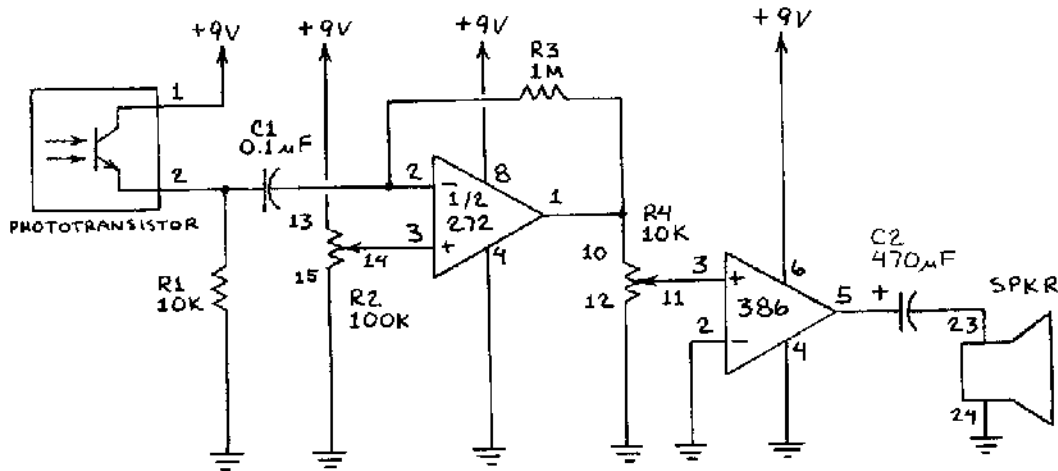 +9V
+9V
+9V
+9V
R3
1M
1
C1
0.1μF
2
PHOTOTRANSISTOR
R1
10K
13
14
15
R2
100K
2
3
−
1/2
272
+
8
4
1
R4
10K
10
11
12
3
2
+
386
−
6
4
5
C2
470μF
+
SPKR
23
24